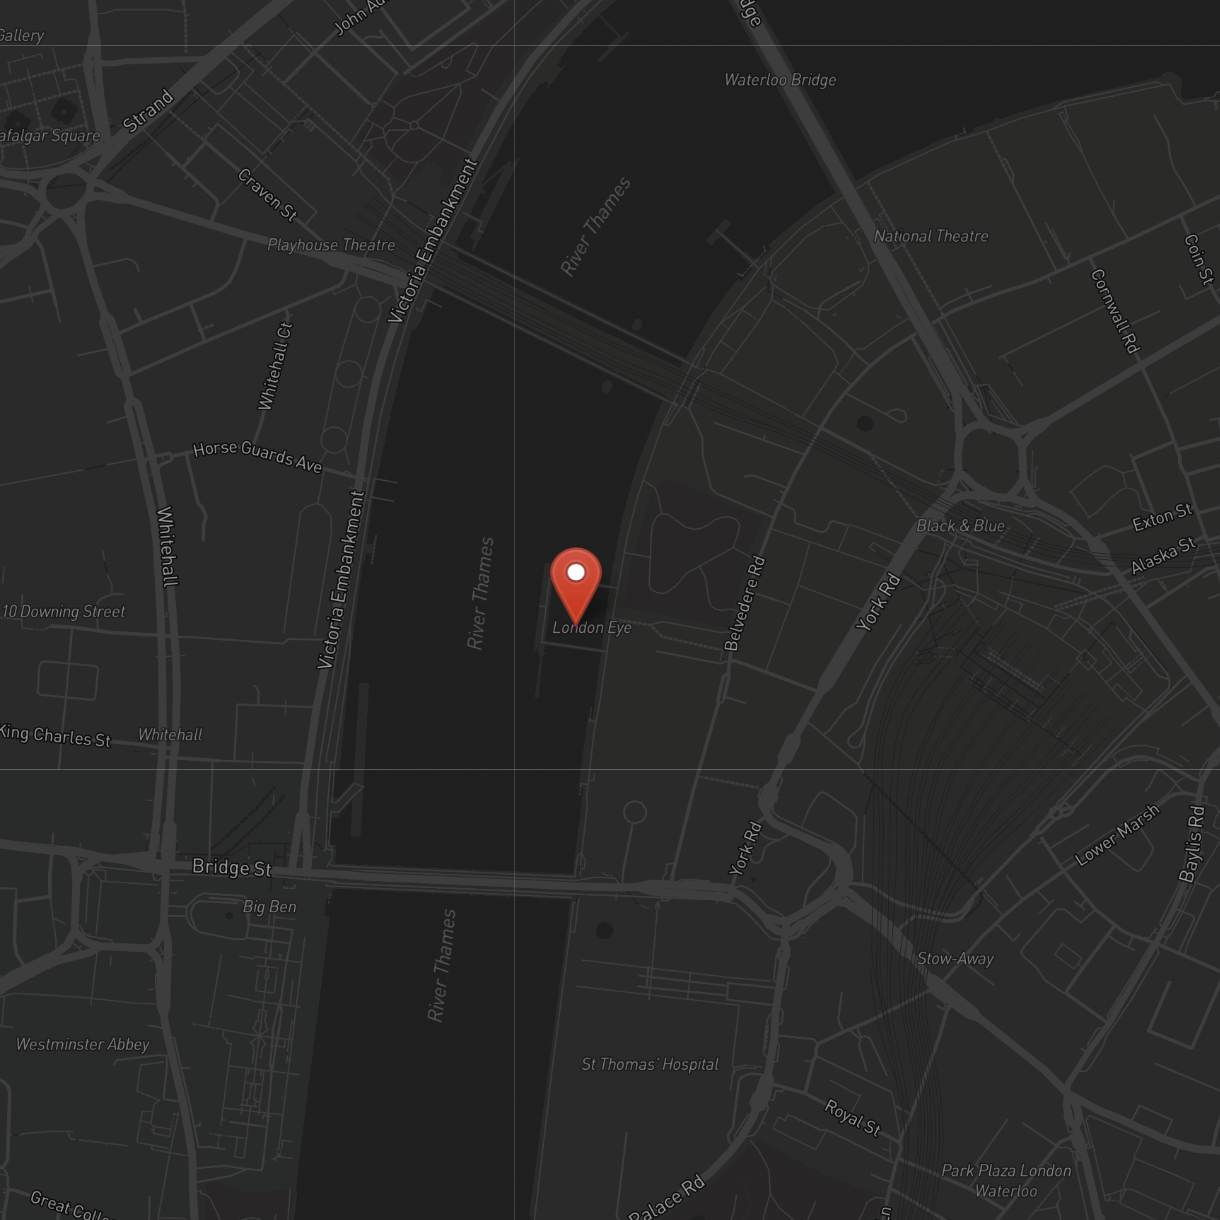 Gallery
John Ad
dge
Waterloo Bridge
Strand
afalgar Square
Craven St
Victoria Embankment
River Thames
Playhouse Theatre
National Theatre
Coin St
Cornwall Rd
Whitehall Ct
Horse Guards Ave
Whitehall
Victoria Embankment
River Thames
Black & Blue
Exton St
Alaska St
Belvedere Rd
York Rd
10 Downing Street
London Eye
King Charles St
Whitehall
York Rd
Lower Marsh
Baylis Rd
Bridge St
Big Ben
River Thames
Stow-Away
Westminster Abbey
St Thomas' Hospital
Royal St
Park Plaza London
Waterloo
Great Colle
Palace Rd
Ln